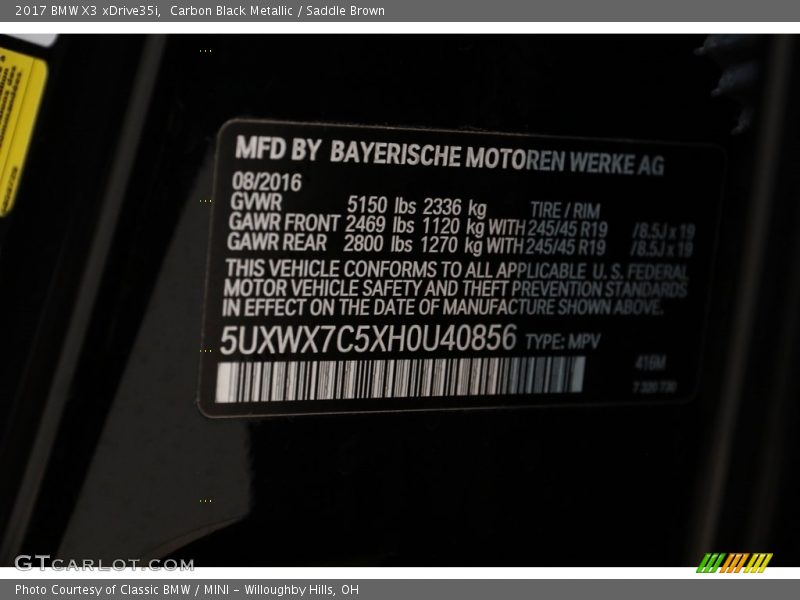 2017 BMW X3 xDrive35i, Carbon Black Metallic / Saddle Brown
MFD BY BAYERISCHE MOTOREN WERKE AG
08/2016
GVWR 5150 lbs 2336 kg TIRE / RIM
GAWR FRONT 2469 lbs 1120 kg WITH 245/45 R19 /8.5J x 19
GAWR REAR 2800 lbs 1270 kg WITH 245/45 R19 /8.5J x 19
THIS VEHICLE CONFORMS TO ALL APPLICABLE U. S. FEDERAL
MOTOR VEHICLE SAFETY AND THEFT PREVENTION STANDARDS
IN EFFECT ON THE DATE OF MANUFACTURE SHOWN ABOVE.
5UXWX7C5XH0U40856 TYPE: MPV
GTCARLOT.COM
Photo Courtesy of Classic BMW / MINI - Willoughby Hills, OH